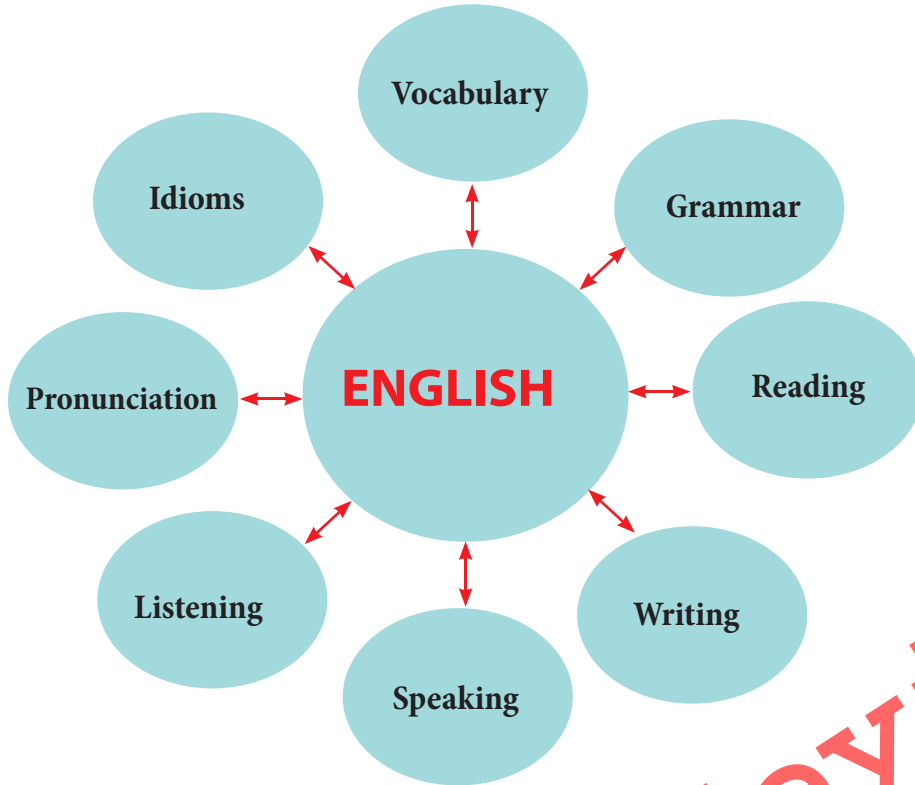 Vocabulary
Idioms
Grammar
Pronunciation
ENGLISH
Reading
Listening
Writing
Speaking